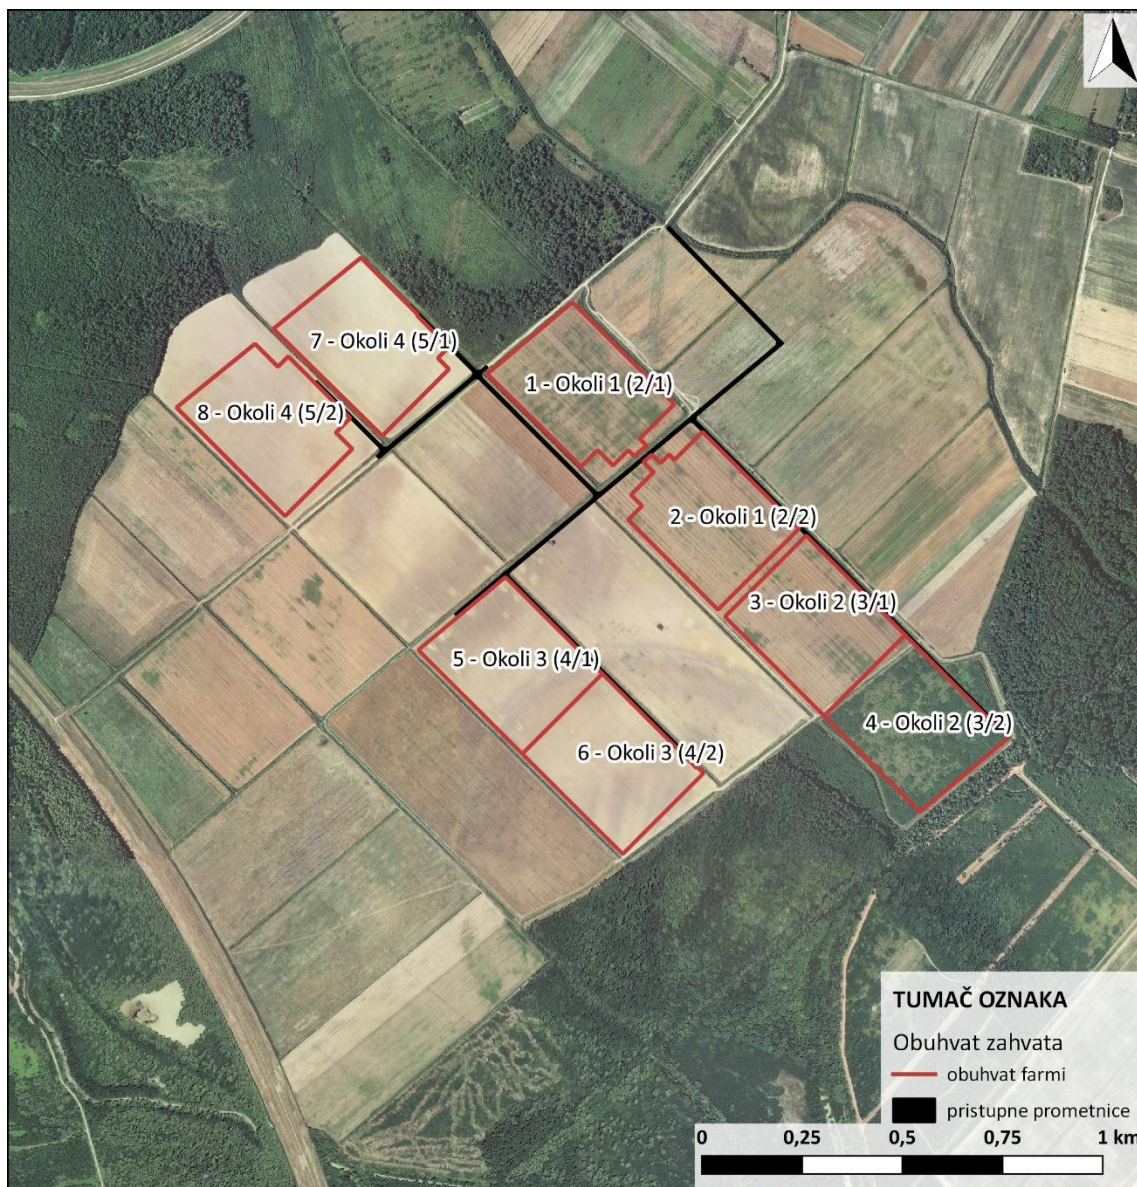 7 - Okoli 4 (5/1)
1 - Okoli 1 (2/1)
8 - Okoli 4 (5/2)
2 - Okoli 1 (2/2)
3 - Okoli 2 (3/1)
5 - Okoli 3 (4/1)
4 - Okoli 2 (3/2)
6 - Okoli 3 (4/2)
TUMAČ OZNAKA
Obuhvat zahvata
obuhvat farmi
pristupne prometnice
0 0,25 0,5 0,75 1 km